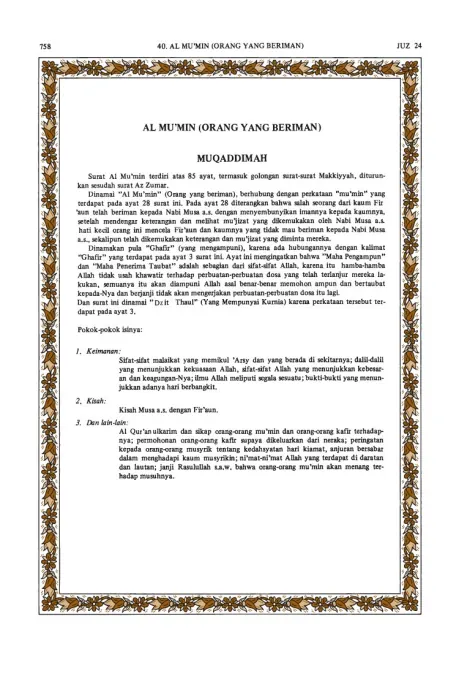 758
40. AL MU'MIN (ORANG YANG BERIMAN)
JUZ 24
AL MU'MIN (ORANG YANG BERIMAN)
MUQADDIMAH
Surat Al Mu'min terdiri atas 85 ayat, termasuk golongan surat-surat Makkiyyah, diturun-
kan sesudah surat Az Zumar.
Dinamai "Al Mu'min" (Orang yang beriman), berhubung dengan perkataan "mu'min" yang
terdapat pada ayat 28 surat ini. Pada ayat 28 diterangkan bahwa salah seorang dari kaum Fir
'aun telah beriman kepada Nabi Musa a.s. dengan menyembunyikan imannya kepada kaumnya,
setelah mendengar keterangan dan melihat mu'jizat yang dikemukakan oleh Nabi Musa a.s.
hati kecil orang ini mencela Fir'aun dan kaumnya yang tidak mau beriman kepada Nabi Musa
a.s., sekalipun telah dikemukakan keterangan dan mu'jizat yang diminta mereka.
Dinamakan pula "Ghafir" (yang mengampuni), karena ada hubungannya dengan kalimat
"Ghafir" yang terdapat pada ayat 3 surat ini. Ayat ini mengingatkan bahwa "Maha Pengampun"
dan "Maha Penerima Taubat" adalah sebagian dari sifat-sifat Allah, karena itu hamba-hamba
Allah tidak usah khawatir terhadap perbuatan-perbuatan dosa yang telah terlanjur mereka la-
kukan, semuanya itu akan diampuni Allah asal benar-benar memohon ampun dan bertaubat
kepada-Nya dan berjanji tidak akan mengerjakan perbuatan-perbuatan dosa itu lagi.
Dan surat ini dinamai "Dzit Thaul" (Yang Mempunyai Kurnia) karena perkataan tersebut ter-
dapat pada ayat 3.
Pokok-pokok isinya:
1. Keimanan:
Sifat-sifat malaikat yang memikul 'Arsy dan yang berada di sekitarnya; dalil-dalil
yang menunjukkan kekuasaan Allah, sifat-sifat Allah yang menunjukkan kebesar-
an dan keagungan-Nya; ilmu Allah meliputi segala sesuatu; bukti-bukti yang menun-
jukkan adanya hari berbangkit.
2. Kisah:
Kisah Musa a.s. dengan Fir'aun.
3. Dan lain-lain:
Al Qur'an ulkarim dan sikap orang-orang mu'min dan orang-orang kafir terhadap-
nya; permohonan orang-orang kafir supaya dikeluarkan dari neraka; peringatan
kepada orang-orang musyrik tentang kedahsyatan hari kiamat, anjuran bersabar
dalam menghadapi kaum musyrikin; ni'mat-ni'mat Allah yang terdapat di daratan
dan lautan; janji Rasulullah s.a.w. bahwa orang-orang mu'min akan menang ter-
hadap musuhnya.